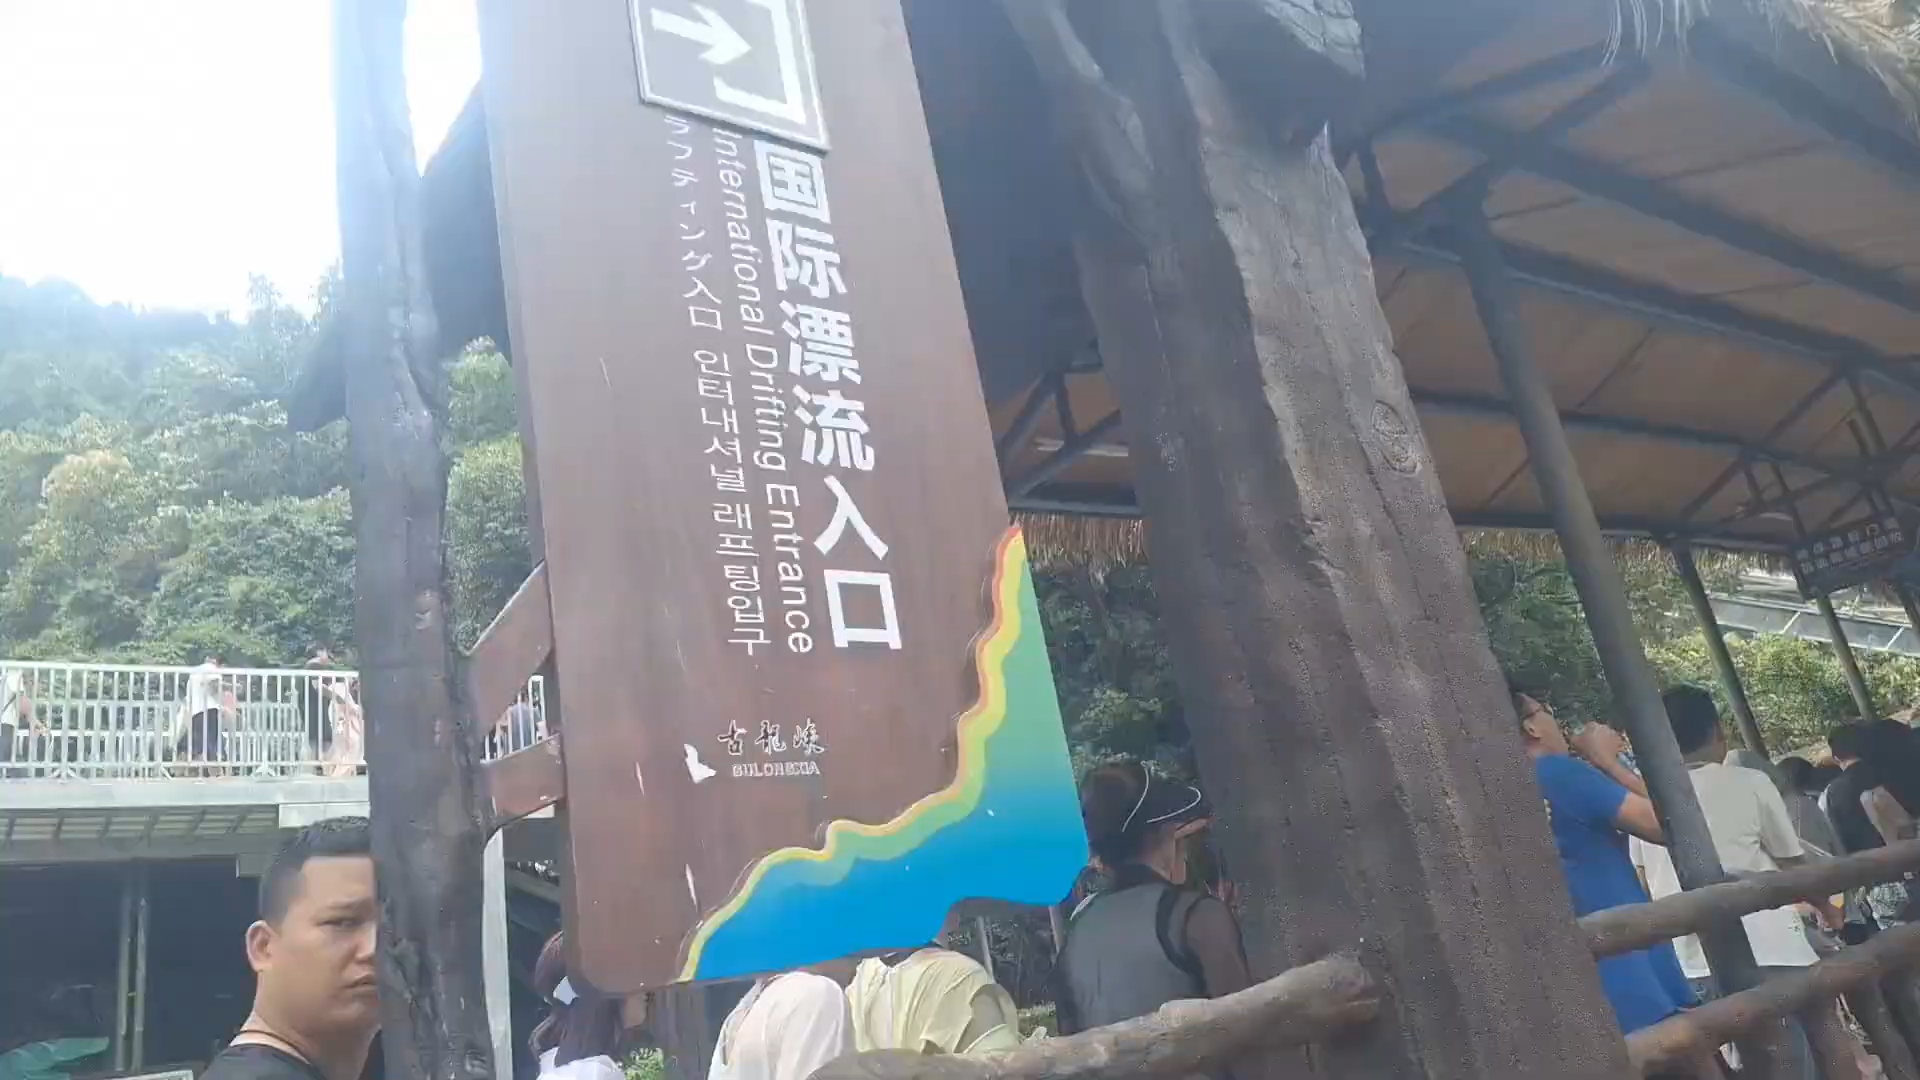 国际漂流入口
International Drifting Entrance
ラフティング入口 인터내셔널 래프팅입구
古龙峡
GULONGXIA